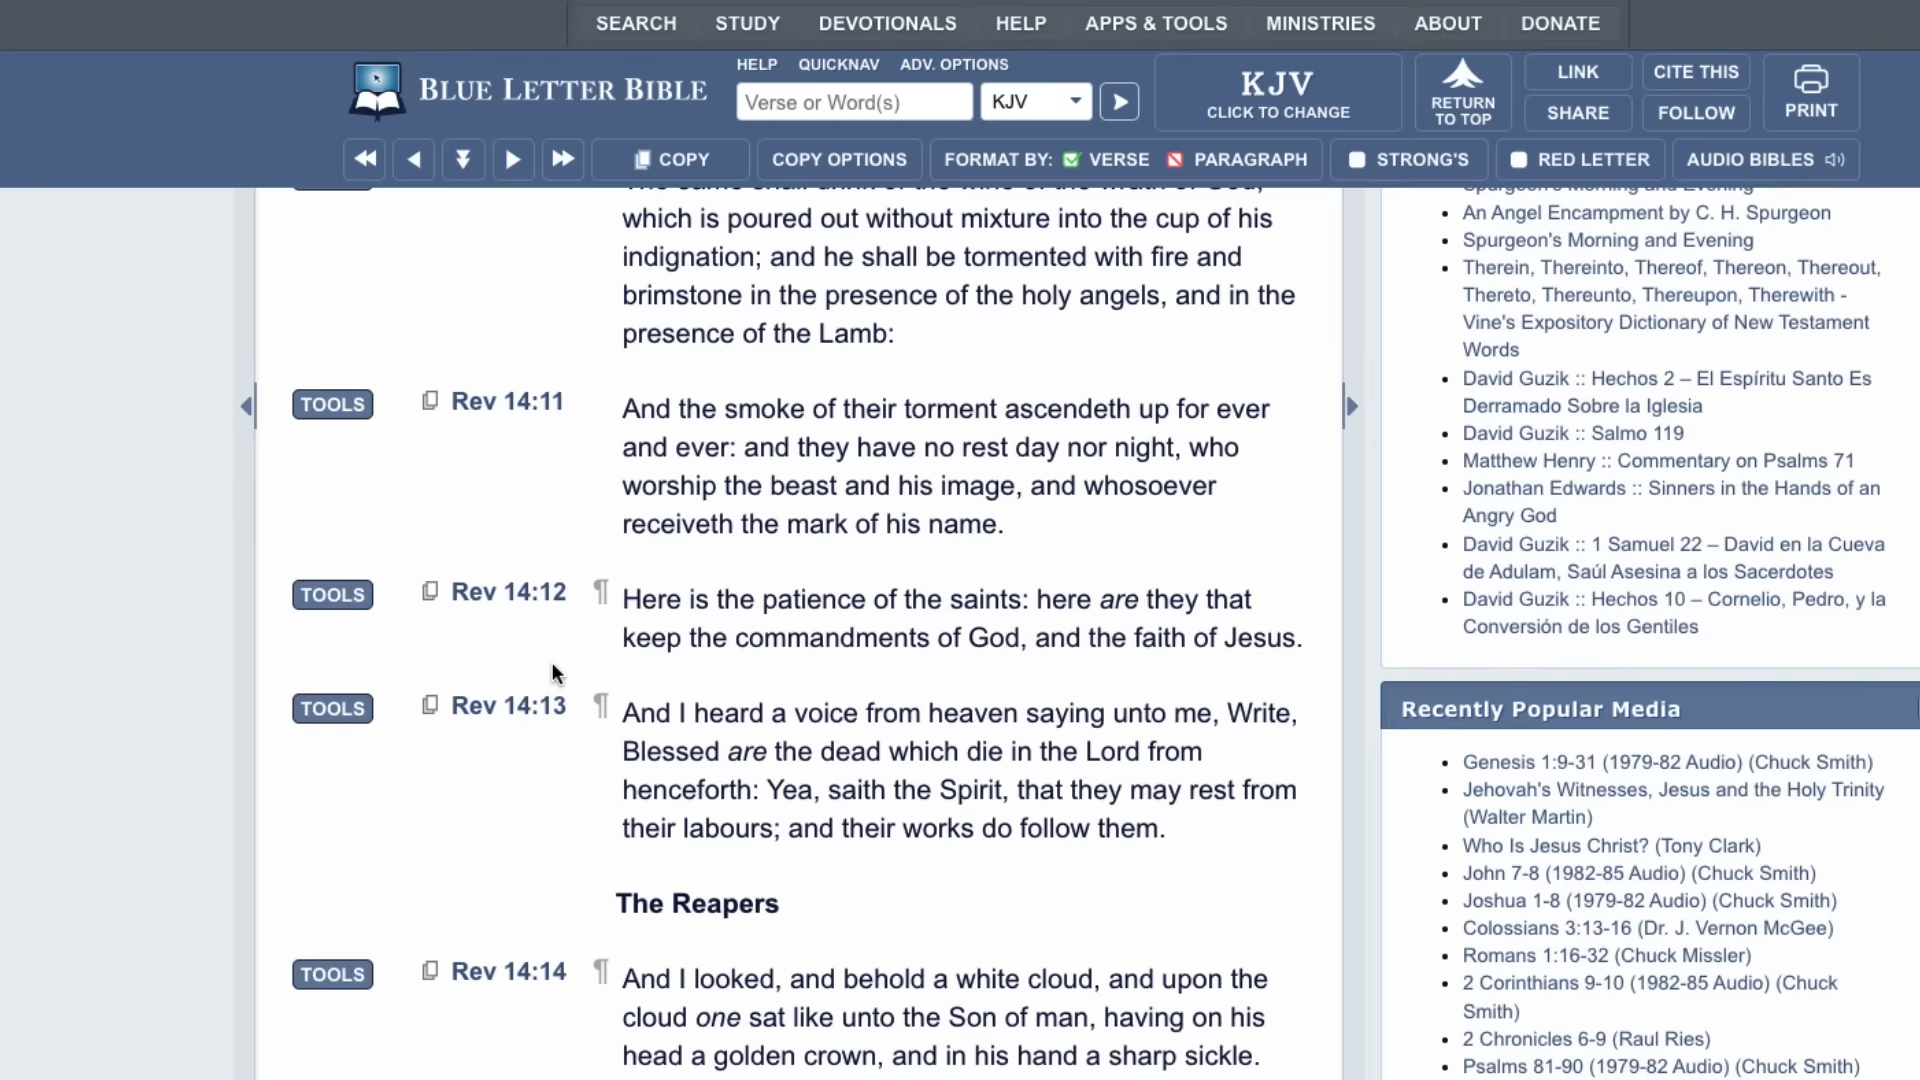 SEARCH STUDY DEVOTIONALS HELP APPS & TOOLS MINISTRIES ABOUT DONATE
BLUE LETTER BIBLE
HELP QUICKNAV ADV. OPTIONS
Verse or Word(s) KJV
KJV
CLICK TO CHANGE
RETURN
TO TOP
LINK CITE THIS
SHARE FOLLOW
PRINT
COPY COPY OPTIONS FORMAT BY: VERSE PARAGRAPH STRONG'S RED LETTER AUDIO BIBLES
The same shall drink of the wine of the wrath of God,
which is poured out without mixture into the cup of his
indignation; and he shall be tormented with fire and
brimstone in the presence of the holy angels, and in the
presence of the Lamb:
TOOLS Rev 14:11 And the smoke of their torment ascendeth up for ever
and ever: and they have no rest day nor night, who
worship the beast and his image, and whosoever
receiveth the mark of his name.
TOOLS Rev 14:12 ¶ Here is the patience of the saints: here are they that
keep the commandments of God, and the faith of Jesus.
TOOLS Rev 14:13 ¶ And I heard a voice from heaven saying unto me, Write,
Blessed are the dead which die in the Lord from
henceforth: Yea, saith the Spirit, that they may rest from
their labours; and their works do follow them.
The Reapers
TOOLS Rev 14:14 ¶ And I looked, and behold a white cloud, and upon the
cloud one sat like unto the Son of man, having on his
head a golden crown, and in his hand a sharp sickle.
Spurgeon's Morning and Evening
An Angel Encampment by C. H. Spurgeon
Spurgeon's Morning and Evening
Therein, Thereinto, Thereof, Thereon, Thereout,
Thereto, Thereunto, Thereupon, Therewith -
Vine's Expository Dictionary of New Testament
Words
David Guzik :: Hechos 2 – El Espíritu Santo Es
Derramado Sobre la Iglesia
David Guzik :: Salmo 119
Matthew Henry :: Commentary on Psalms 71
Jonathan Edwards :: Sinners in the Hands of an
Angry God
David Guzik :: 1 Samuel 22 – David en la Cueva
de Adulam, Saúl Asesina a los Sacerdotes
David Guzik :: Hechos 10 – Cornelio, Pedro, y la
Conversión de los Gentiles
Recently Popular Media
Genesis 1:9-31 (1979-82 Audio) (Chuck Smith)
Jehovah's Witnesses, Jesus and the Holy Trinity
(Walter Martin)
Who Is Jesus Christ? (Tony Clark)
John 7-8 (1982-85 Audio) (Chuck Smith)
Joshua 1-8 (1979-82 Audio) (Chuck Smith)
Colossians 3:13-16 (Dr. J. Vernon McGee)
Romans 1:16-32 (Chuck Missler)
2 Corinthians 9-10 (1982-85 Audio) (Chuck
Smith)
2 Chronicles 6-9 (Raul Ries)
Psalms 81-90 (1979-82 Audio) (Chuck Smith)